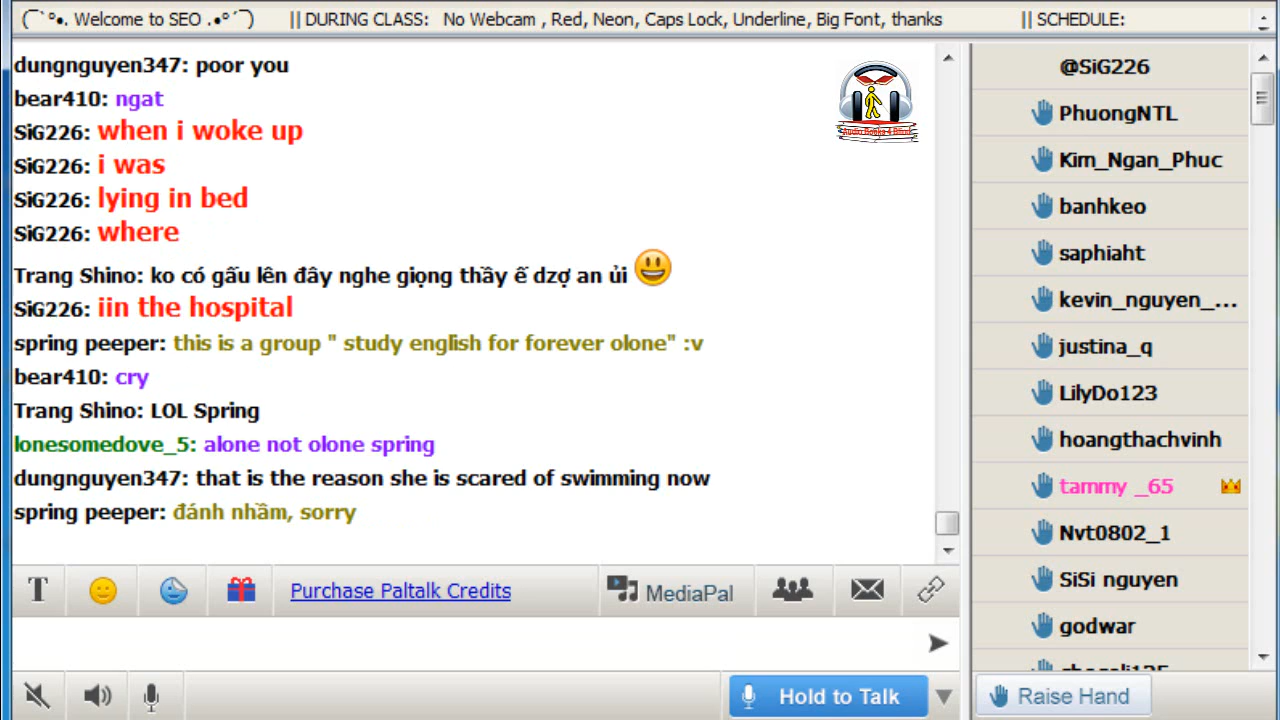 (¯`°•. Welcome to SEO .•°´¯) || DURING CLASS: No Webcam , Red, Neon, Caps Lock, Underline, Big Font, thanks || SCHEDULE:
dungnguyen347: poor you
bear410: ngat
SiG226: when i woke up
SiG226: i was
SiG226: lying in bed
SiG226: where
Trang Shino: ko có gấu lên đây nghe giọng thầy ế dzợ an ủi
SiG226: iin the hospital
spring peeper: this is a group " study english for forever olone" :v
bear410: cry
Trang Shino: LOL Spring
lonesomedove_5: alone not olone spring
dungnguyen347: that is the reason she is scared of swimming now
spring peeper: đánh nhầm, sorry
Audio Books 4 Blind
@SiG226
PhuongNTL
Kim_Ngan_Phuc
banhkeo
saphiaht
kevin_nguyen_...
justina_q
LilyDo123
hoangthachvinh
tammy _65
Nvt0802_1
SiSi nguyen
godwar
T
Purchase Paltalk Credits
MediaPal
Hold to Talk
Raise Hand